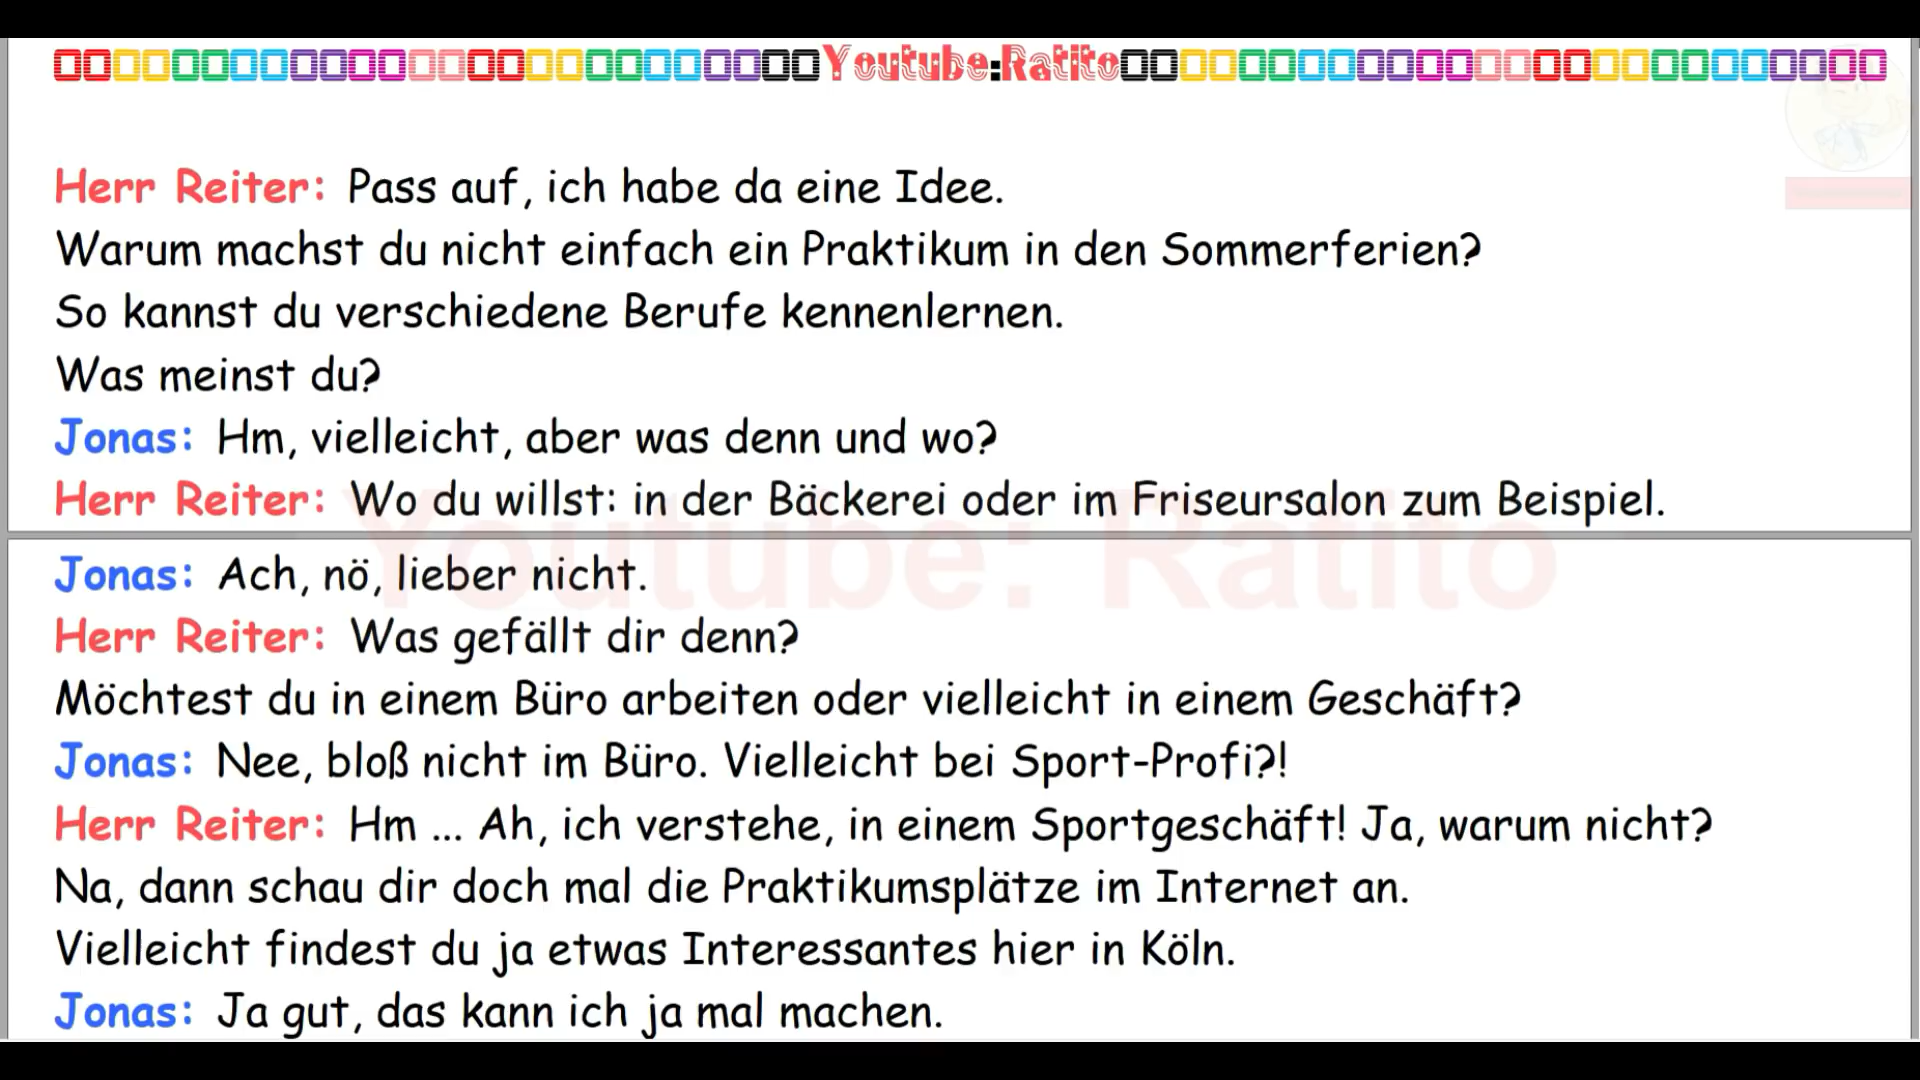 Youtube:Ratito
Herr Reiter: Pass auf, ich habe da eine Idee.
Warum machst du nicht einfach ein Praktikum in den Sommerferien?
So kannst du verschiedene Berufe kennenlernen.
Was meinst du?
Jonas: Hm, vielleicht, aber was denn und wo?
Herr Reiter: Wo du willst: in der Bäckerei oder im Friseursalon zum Beispiel.
Youtube: Ratito
Jonas: Ach, nö, lieber nicht.
Herr Reiter: Was gefällt dir denn?
Möchtest du in einem Büro arbeiten oder vielleicht in einem Geschäft?
Jonas: Nee, bloß nicht im Büro. Vielleicht bei Sport-Profi?!
Herr Reiter: Hm ... Ah, ich verstehe, in einem Sportgeschäft! Ja, warum nicht?
Na, dann schau dir doch mal die Praktikumsplätze im Internet an.
Vielleicht findest du ja etwas Interessantes hier in Köln.
Jonas: Ja gut, das kann ich ja mal machen.